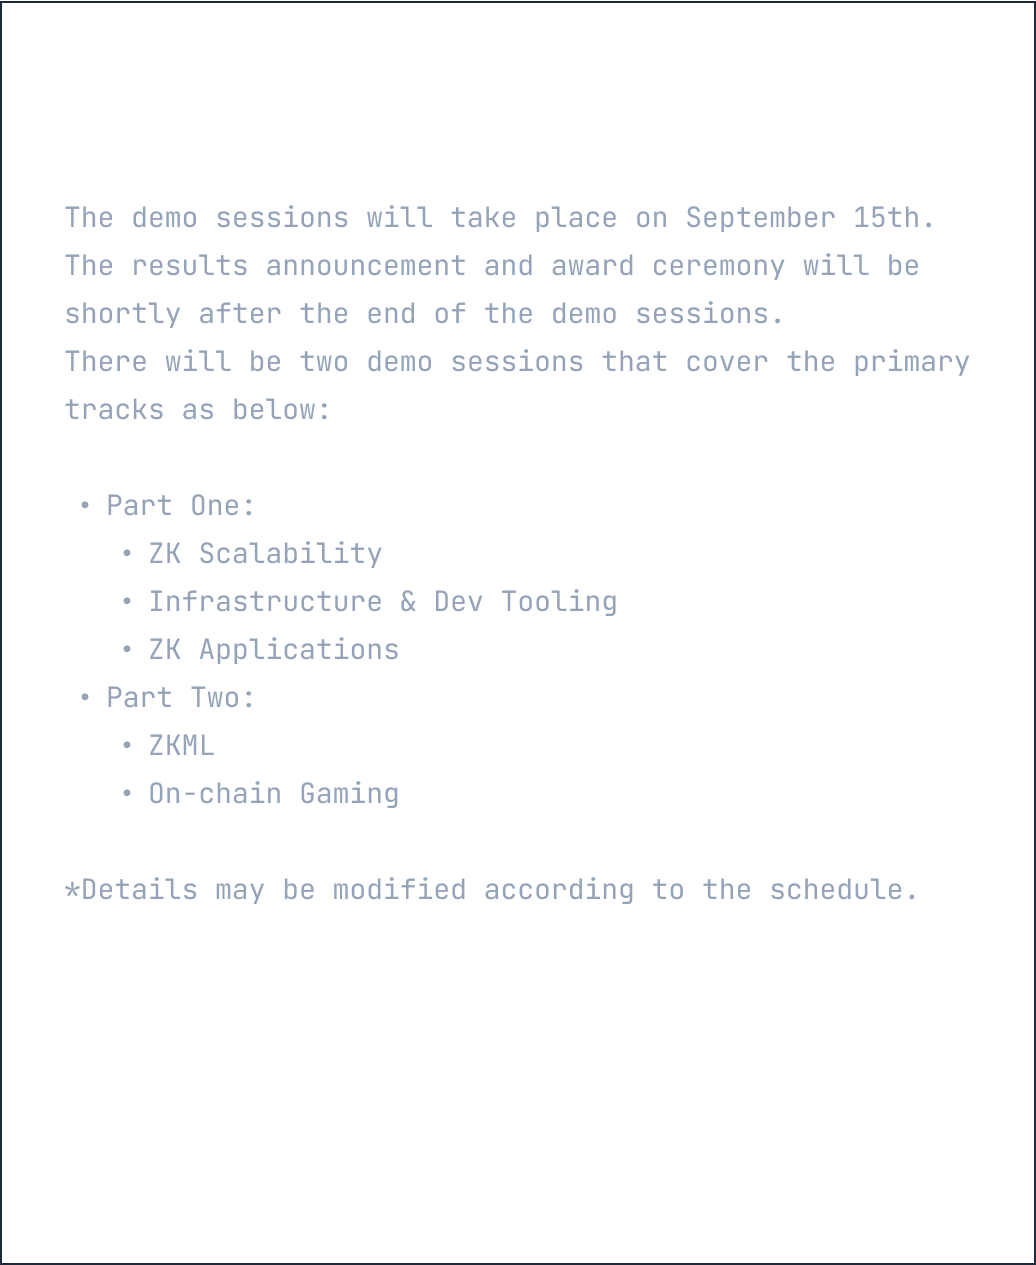 The demo sessions will take place on September 15th.
The results announcement and award ceremony will be
shortly after the end of the demo sessions.
There will be two demo sessions that cover the primary
tracks as below:
• Part One:
• ZK Scalability
• Infrastructure & Dev Tooling
• ZK Applications
• Part Two:
• ZKML
• On-chain Gaming
*Details may be modified according to the schedule.